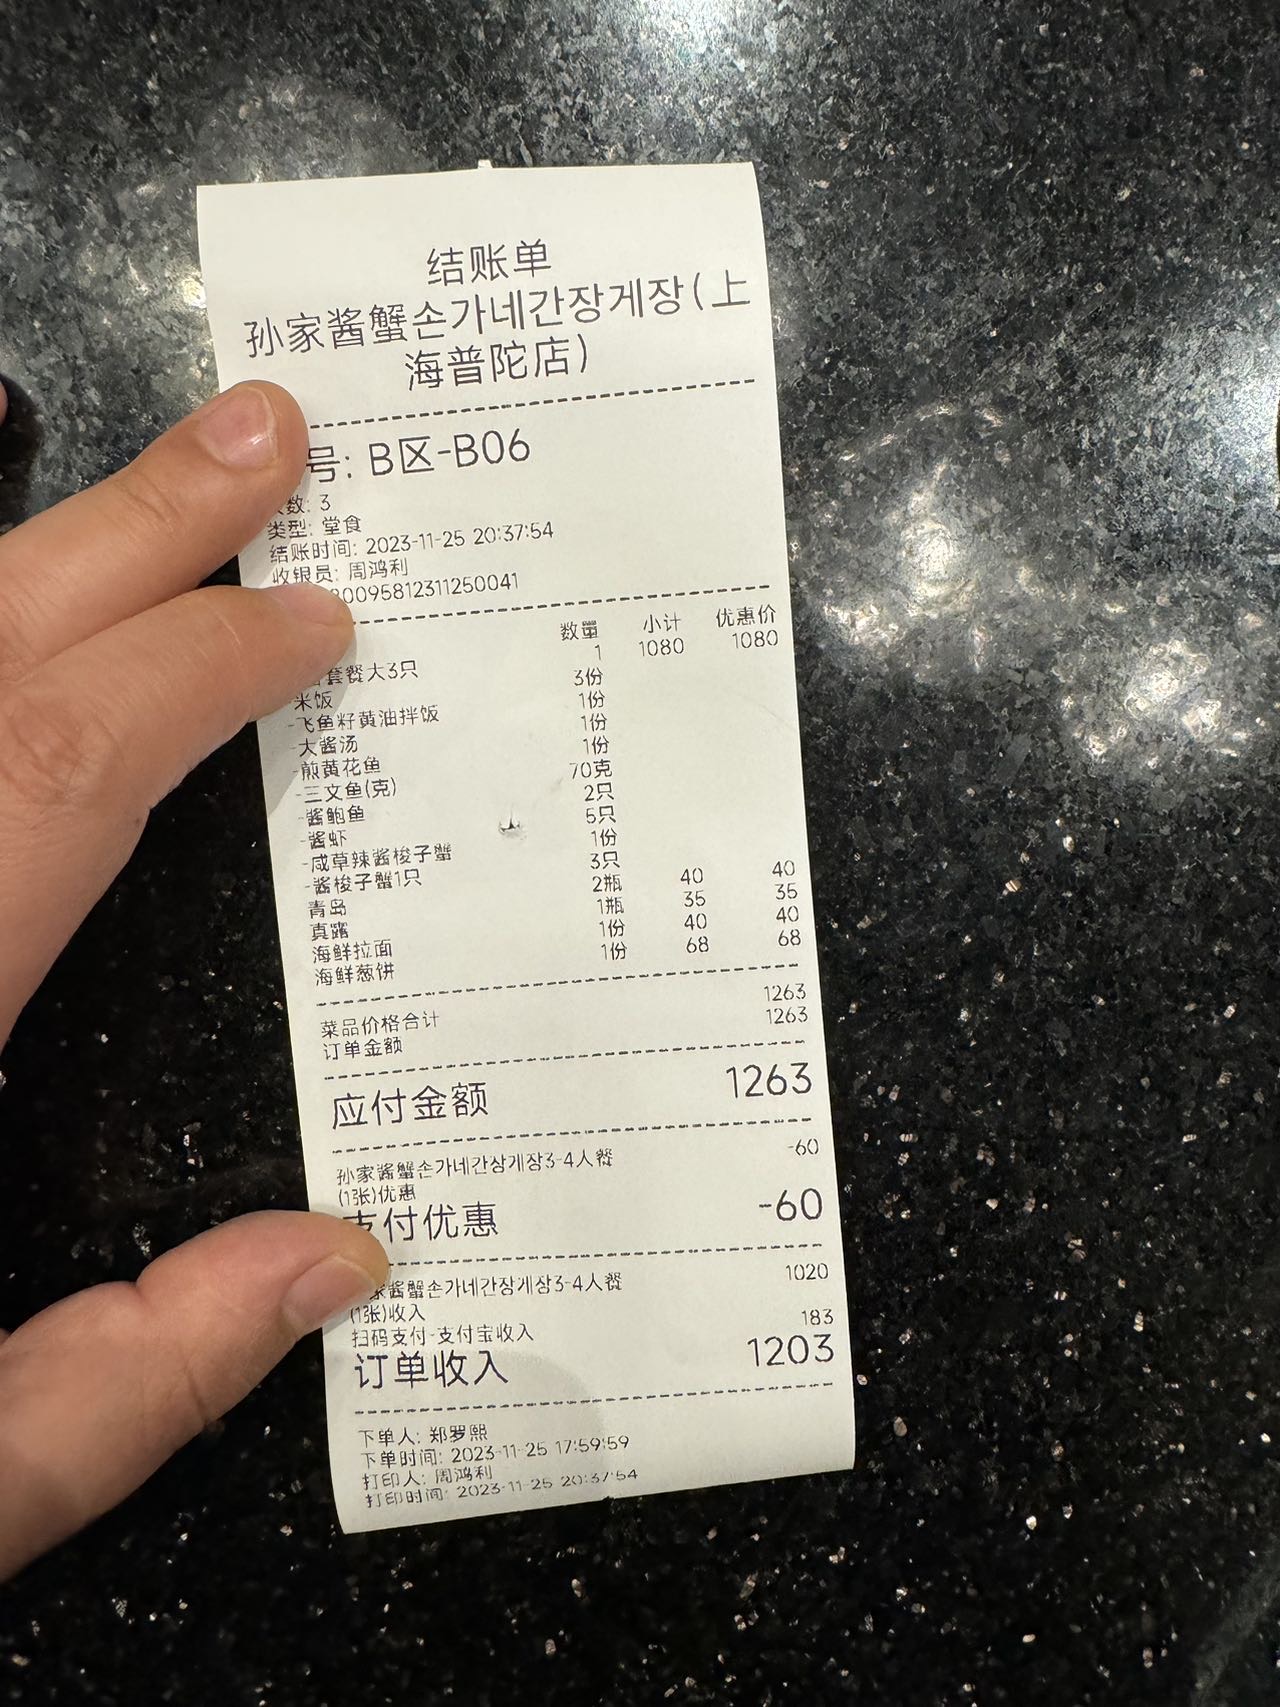 结账单
孙家酱蟹손가네간장게장(上
海普陀店)
号: B区-B06
数: 3
类型: 堂食
结账时间: 2023-11-25 20:37:54
收银员: 周鸿利
0095812311250041
数量 小计 优惠价
套餐大3只 1 1080 1080
-米饭 3份
-飞鱼籽黄油拌饭 1份
-大酱汤 1份
-煎黄花鱼 1份
-三文鱼(克) 70克
-酱鲍鱼 2只
-酱虾 5只
-咸草辣酱梭子蟹 1份
-酱梭子蟹1只 3只
青岛 2瓶 40 40
真露 1瓶 35 35
海鲜拉面 1份 40 40
海鲜葱饼 1份 68 68
菜品价格合计 1263
订单金额 1263
应付金额 1263
孙家酱蟹손가네간장게장3-4人餐 -60
(1张)优惠
支付优惠 -60
家酱蟹손가네간장게장3-4人餐 1020
(1张)收入
扫码支付-支付宝收入 183
订单收入 1203
下单人: 郑罗熙
下单时间: 2023-11-25 17:59:59
打印人: 周鸿利
打印时间: 2023-11-25 20:37:54